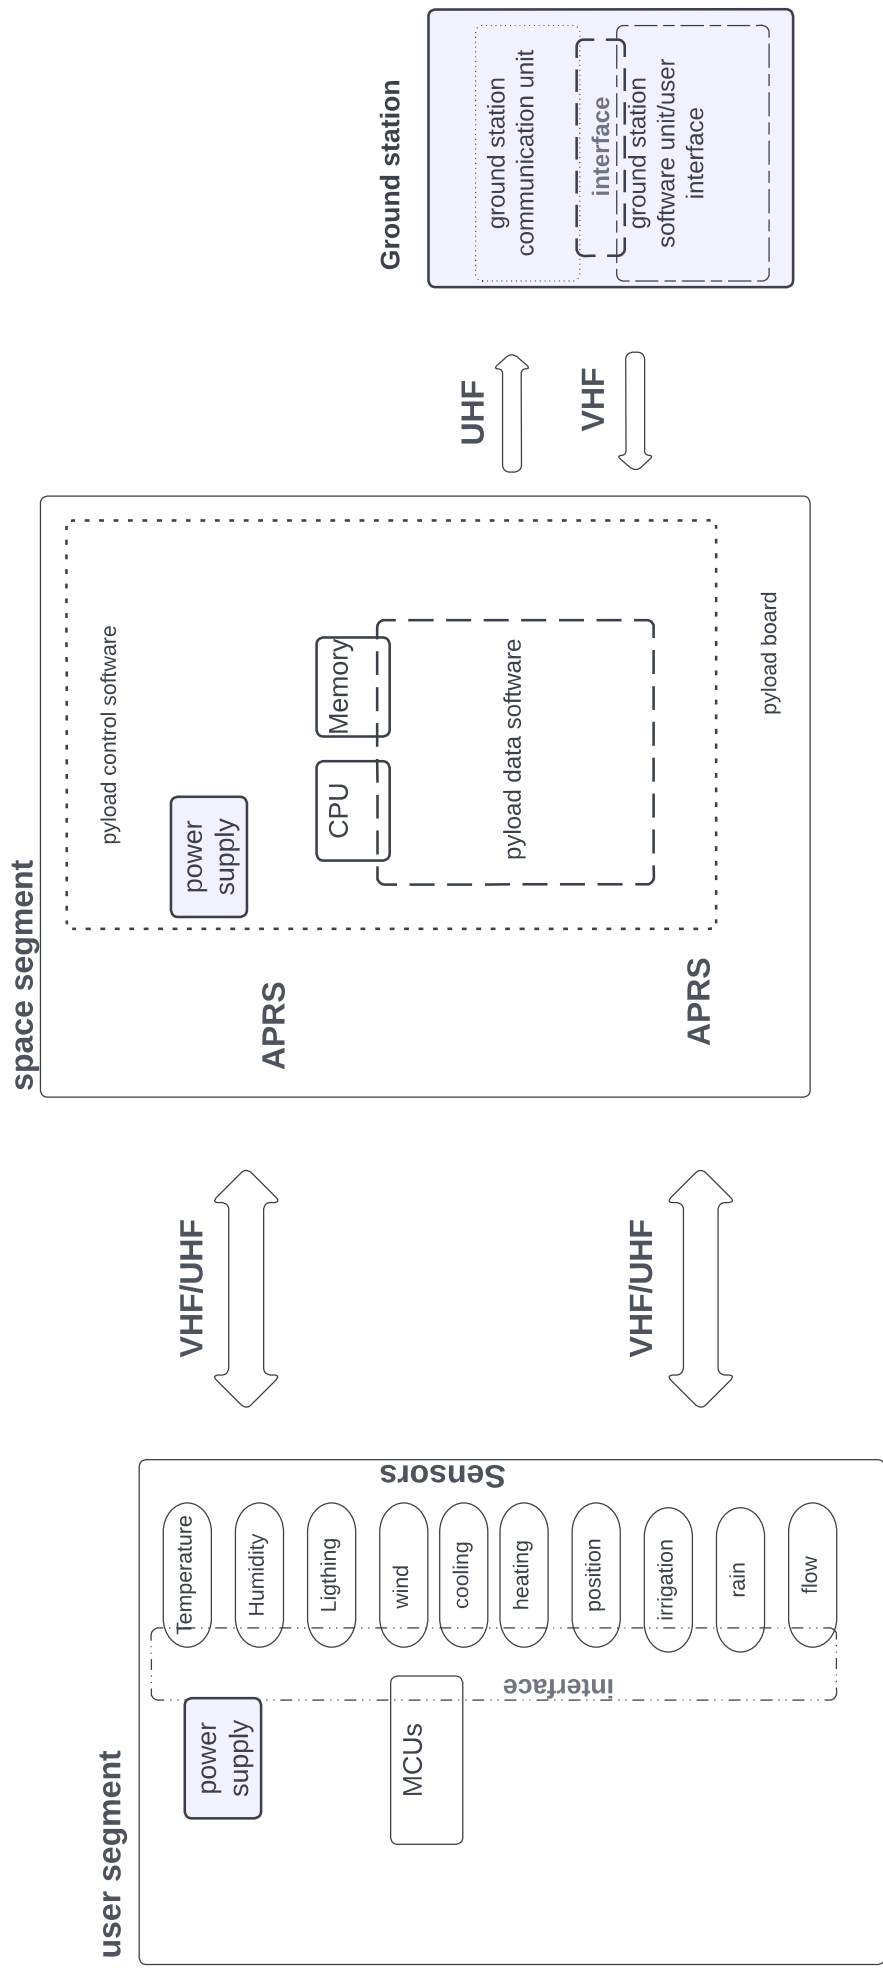 user segment
power
supply
MCUs
interface
Temperature
Humidity
Ligthing
wind
cooling
heating
position
irrigation
rain
flow
Sensors
VHF/UHF
VHF/UHF
space segment
APRS
APRS
pyload control software
power
supply
CPU
Memory
pyload data software
pyload board
UHF
VHF
Ground station
ground station
communication unit
interface
ground station
software unit/user
interface